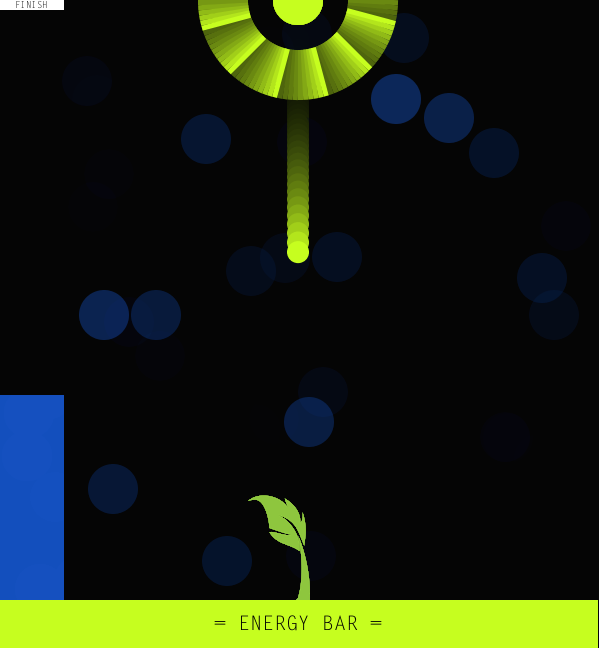 FINISH
= ENERGY BAR =